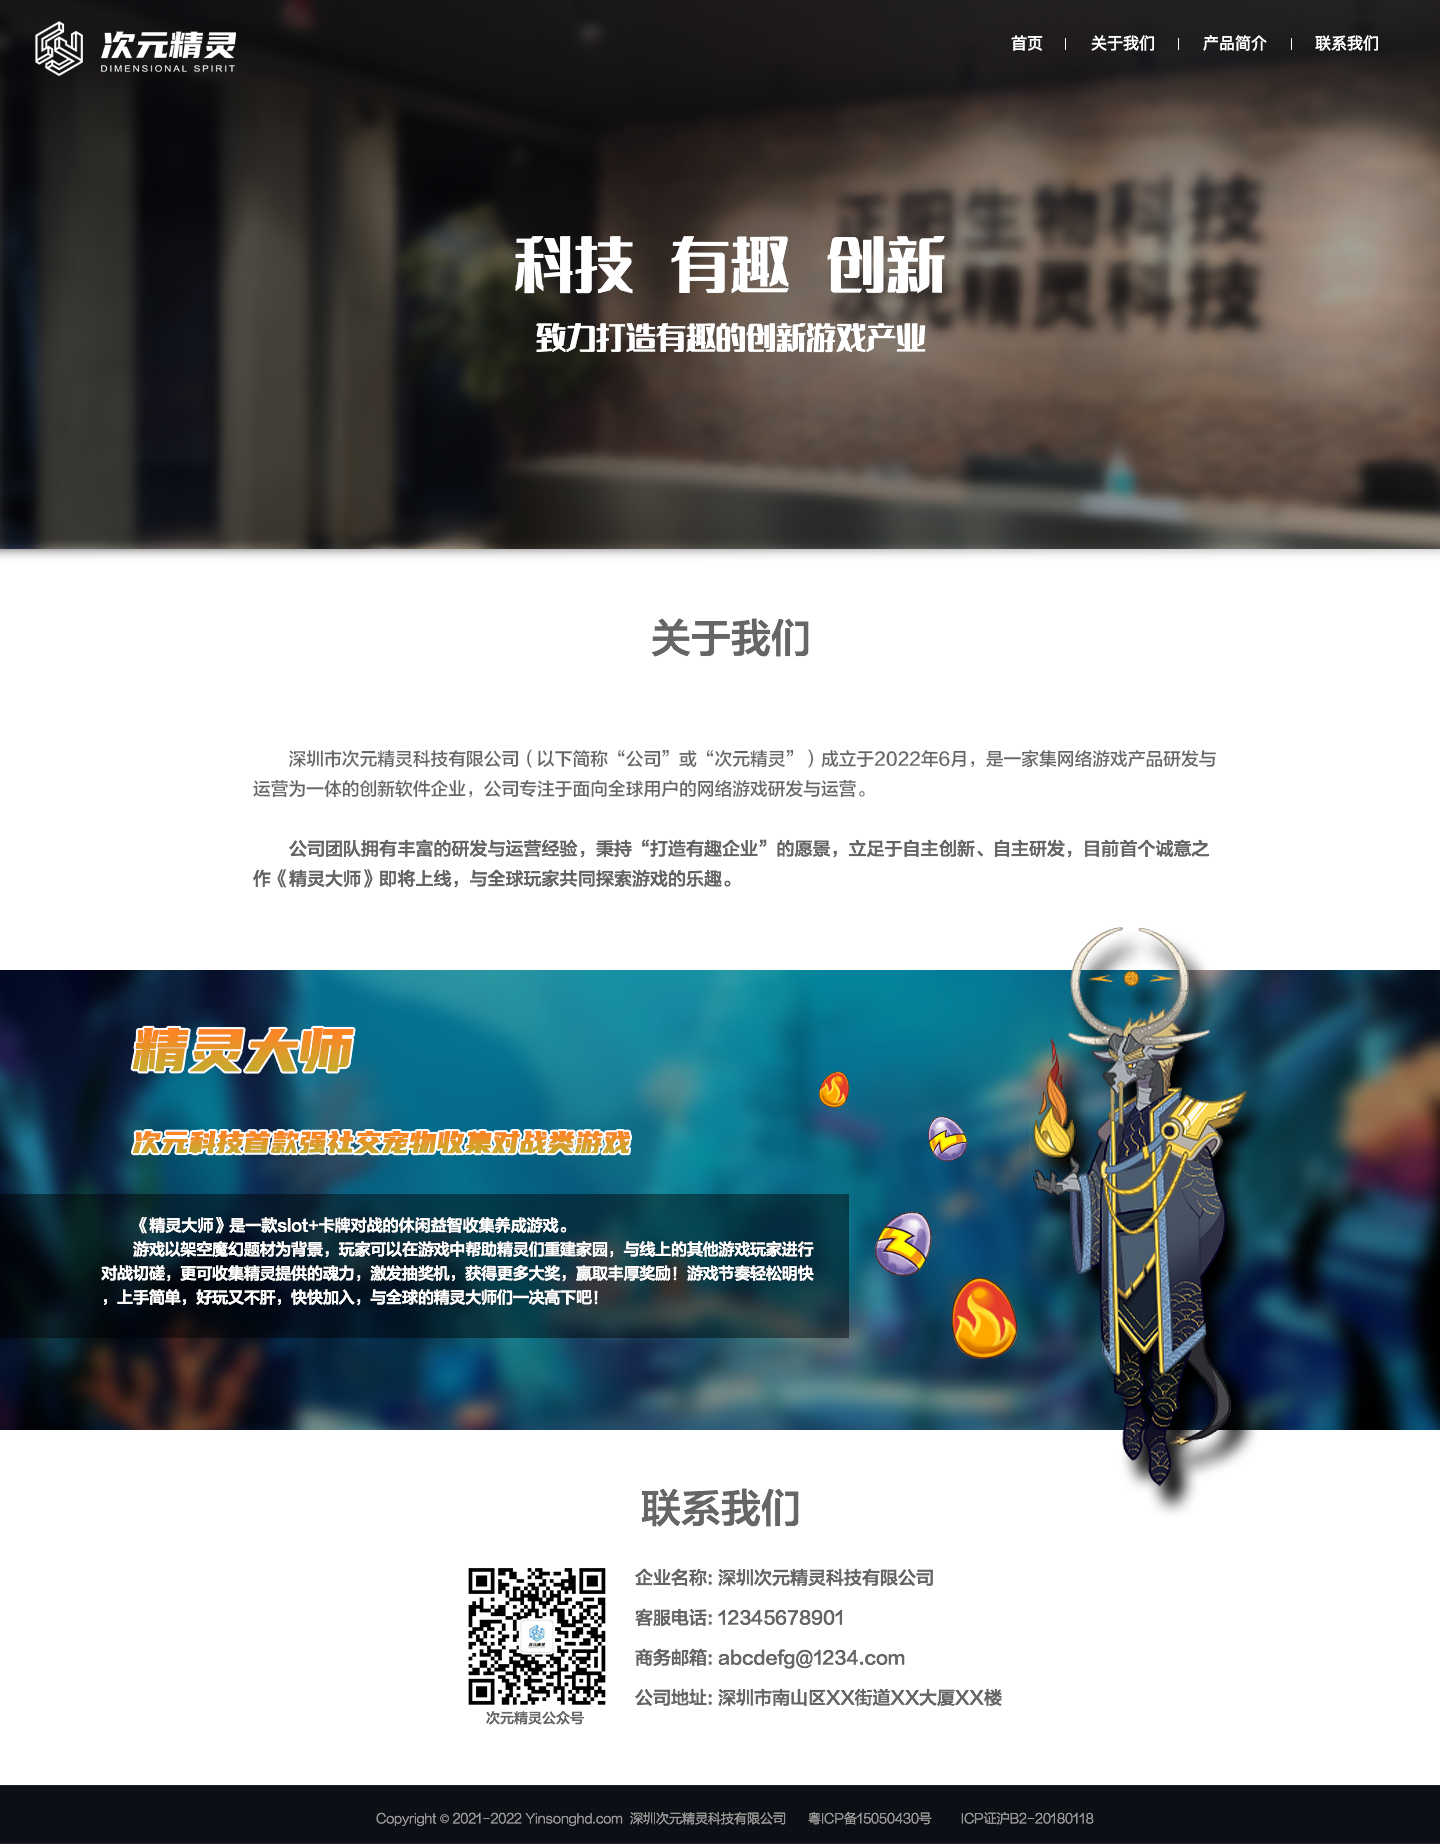 次元精灵
DIMENSIONAL SPIRIT
首页 | 关于我们 | 产品简介 | 联系我们
生物科技
元精灵科技
科技 有趣 创新
致力打造有趣的创新游戏产业
关于我们
深圳市次元精灵科技有限公司（以下简称“公司”或“次元精灵”）成立于2022年6月，是一家集网络游戏产品研发与
运营为一体的创新软件企业，公司专注于面向全球用户的网络游戏研发与运营。
公司团队拥有丰富的研发与运营经验，秉持“打造有趣企业”的愿景，立足于自主创新、自主研发，目前首个诚意之
作《精灵大师》即将上线，与全球玩家共同探索游戏的乐趣。
精灵大师
次元科技首款强社交宠物收集对战类游戏
《精灵大师》是一款slot+卡牌对战的休闲益智收集养成游戏。
游戏以架空魔幻题材为背景，玩家可以在游戏中帮助精灵们重建家园，与线上的其他游戏玩家进行
对战切磋，更可收集精灵提供的魂力，激发抽奖机，获得更多大奖，赢取丰厚奖励！游戏节奏轻松明快
，上手简单，好玩又不肝，快快加入，与全球的精灵大师们一决高下吧！
联系我们
企业名称: 深圳次元精灵科技有限公司
客服电话: 12345678901
商务邮箱: abcdefg@1234.com
公司地址: 深圳市南山区XX街道XX大厦XX楼
次元精灵
次元精灵公众号
Copyright © 2021-2022 Yinsonghd.com 深圳次元精灵科技有限公司 粤ICP备15050430号 ICP证沪B2-20180118